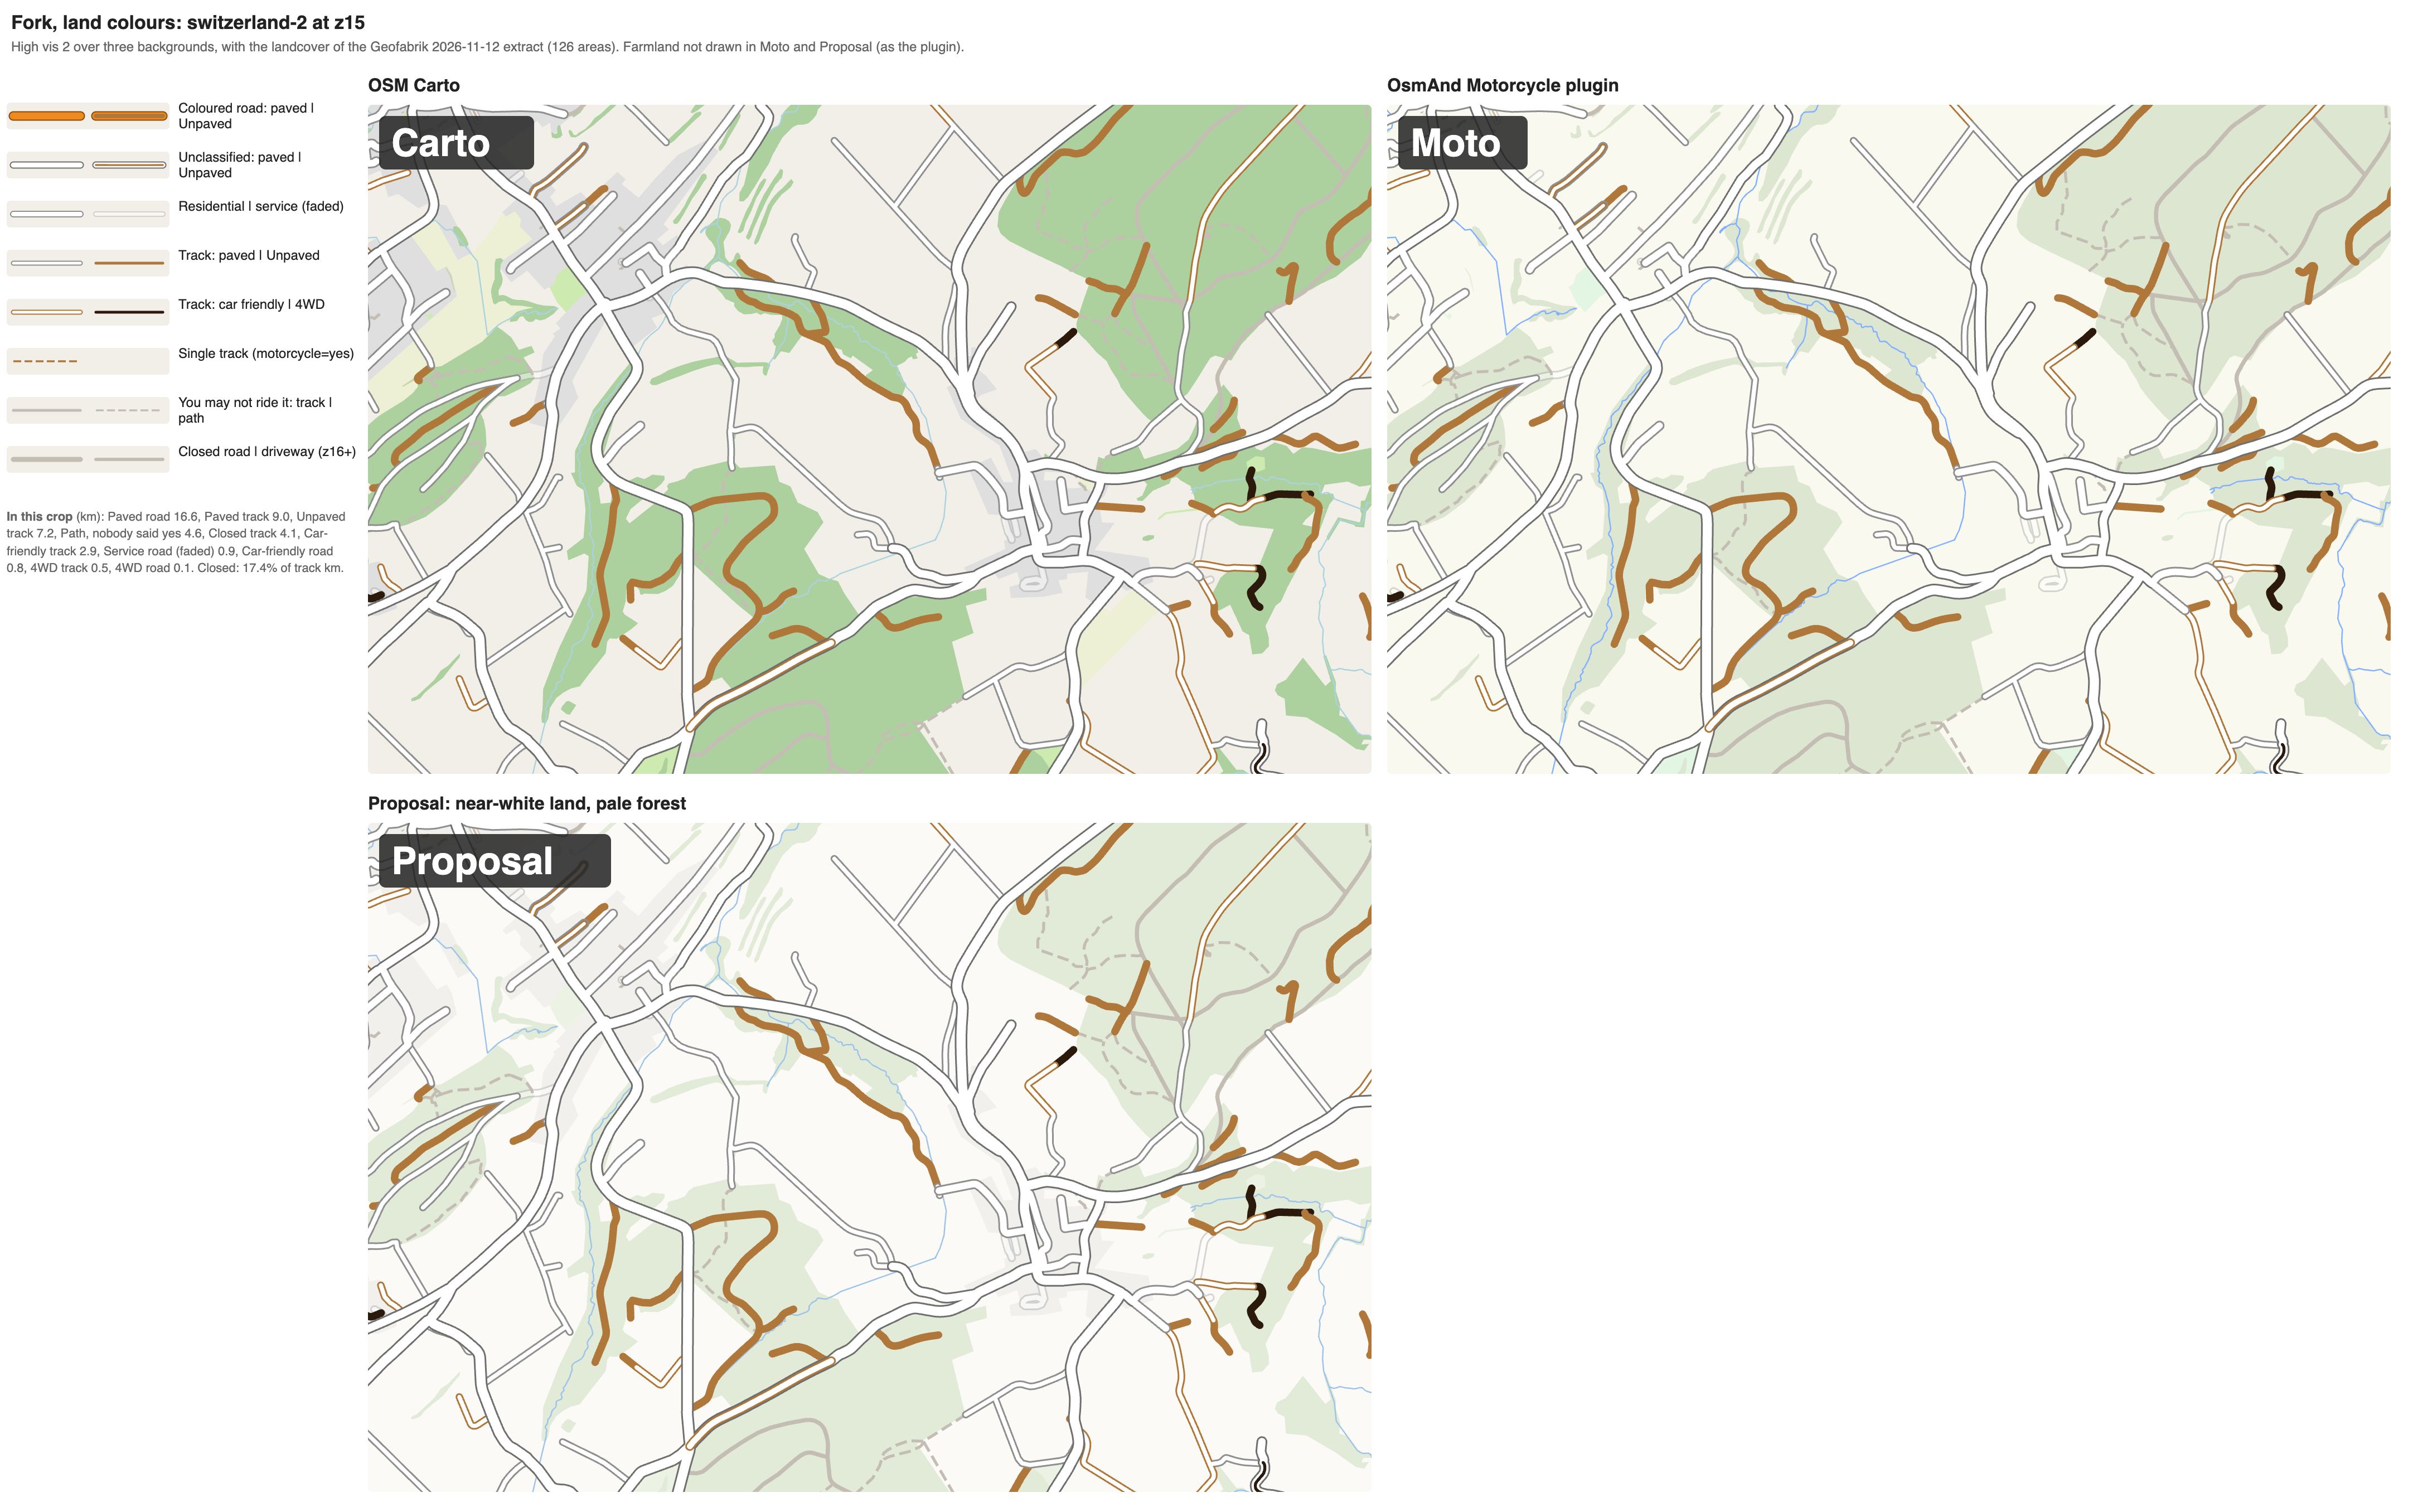 Fork, land colours: switzerland-2 at z15
High vis 2 over three backgrounds, with the landcover of the Geofabrik 2026-11-12 extract (126 areas). Farmland not drawn in Moto and Proposal (as the plugin).
Coloured road: paved |
Unpaved
Unclassified: paved |
Unpaved
Residential | service (faded)
Track: paved | Unpaved
Track: car friendly | 4WD
Single track (motorcycle=yes)
You may not ride it: track |
path
Closed road | driveway (z16+)
In this crop (km): Paved road 16.6, Paved track 9.0, Unpaved
track 7.2, Path, nobody said yes 4.6, Closed track 4.1, Car-
friendly track 2.9, Service road (faded) 0.9, Car-friendly road
0.8, 4WD track 0.5, 4WD road 0.1. Closed: 17.4% of track km.
OSM Carto
Carto
OsmAnd Motorcycle plugin
Moto
Proposal: near-white land, pale forest
Proposal